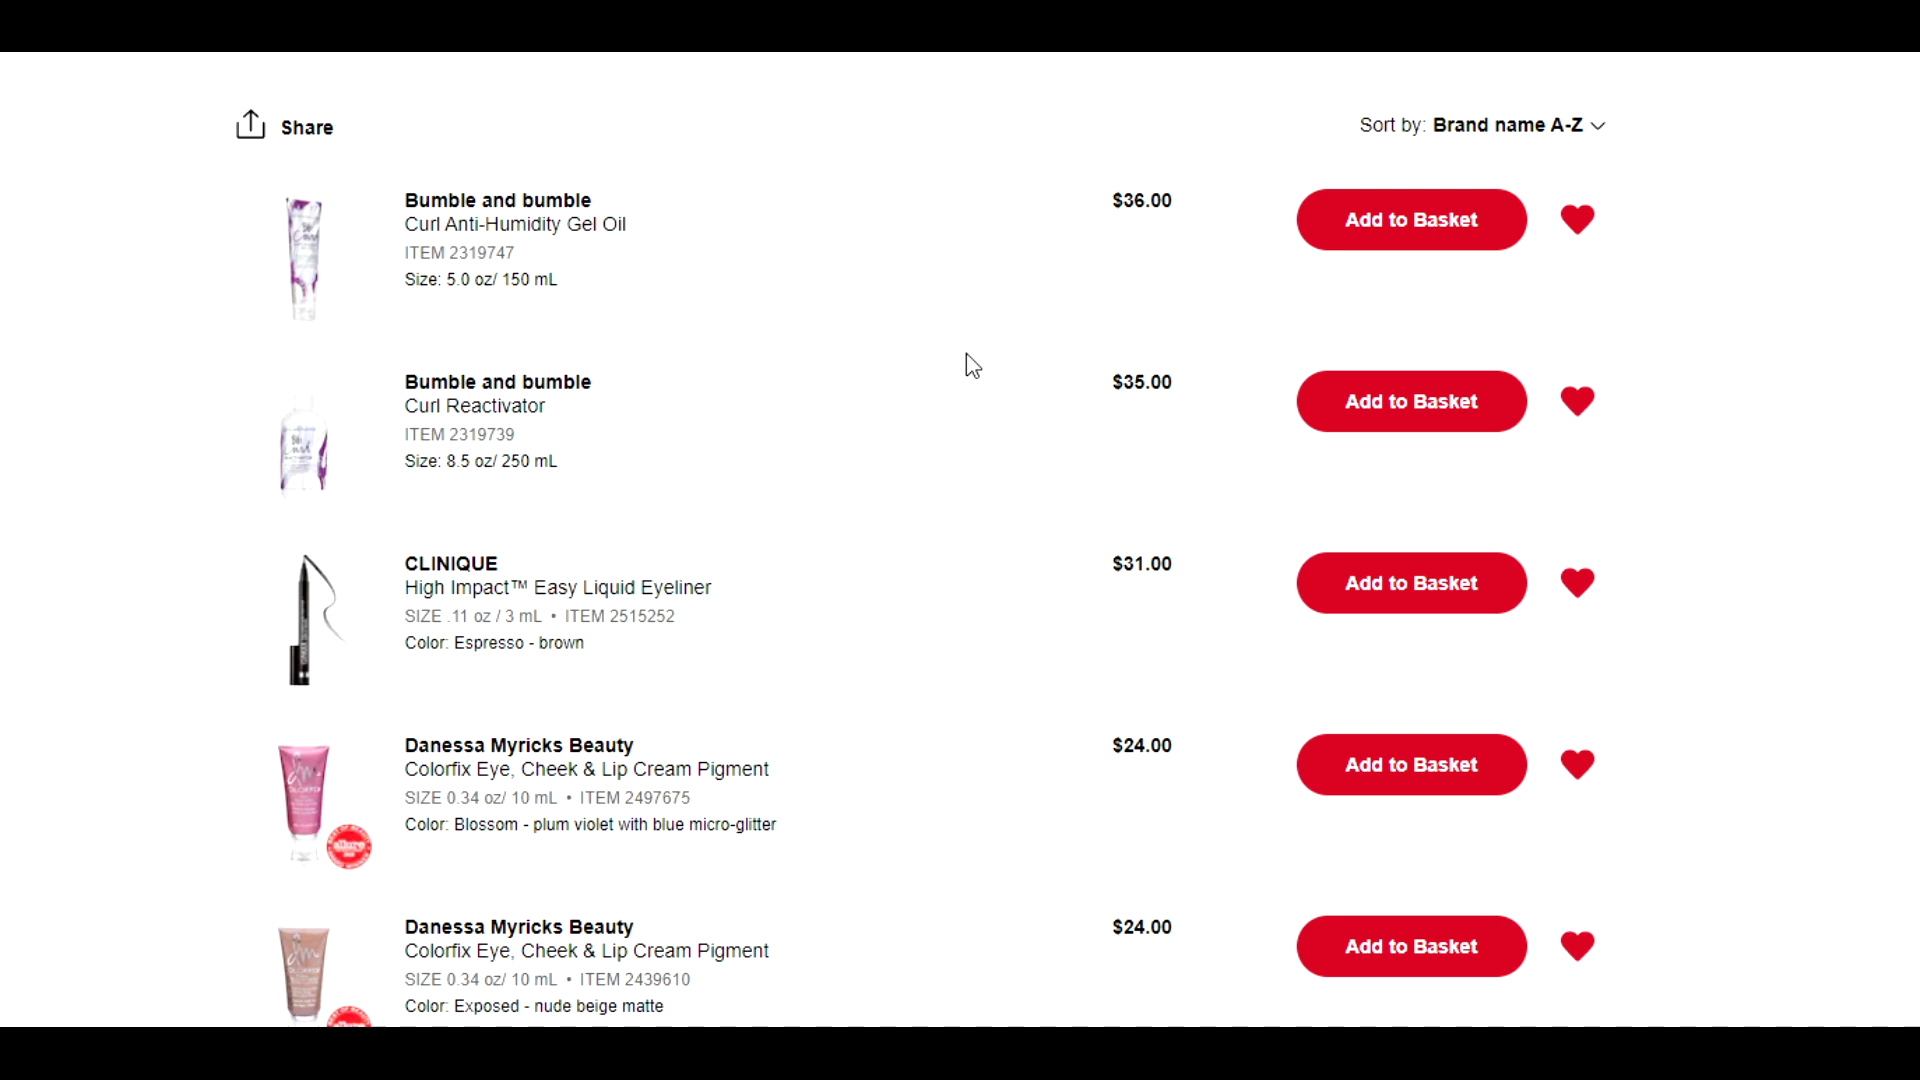 Share
Sort by: Brand name A-Z
Bumble and bumble
Curl Anti-Humidity Gel Oil
ITEM 2319747
Size: 5.0 oz/ 150 mL
$36.00
Add to Basket
Bumble and bumble
Curl Reactivator
ITEM 2319739
Size: 8.5 oz/ 250 mL
$35.00
Add to Basket
CLINIQUE
High Impact™ Easy Liquid Eyeliner
SIZE .11 oz / 3 mL • ITEM 2515252
Color: Espresso - brown
$31.00
Add to Basket
Danessa Myricks Beauty
Colorfix Eye, Cheek & Lip Cream Pigment
SIZE 0.34 oz/ 10 mL • ITEM 2497675
Color: Blossom - plum violet with blue micro-glitter
$24.00
Add to Basket
allure
Danessa Myricks Beauty
Colorfix Eye, Cheek & Lip Cream Pigment
SIZE 0.34 oz/ 10 mL • ITEM 2439610
Color: Exposed - nude beige matte
$24.00
Add to Basket